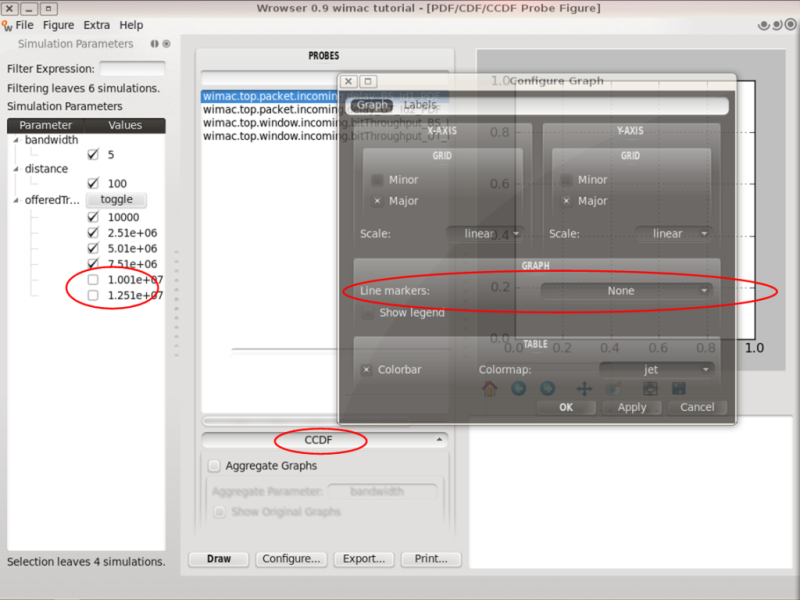 Wrowser 0.9 wimac tutorial - [PDF/CDF/CCDF Probe Figure]
File Figure Extra Help
Simulation Parameters
Filter Expression:
Filtering leaves 6 simulations.
Simulation Parameters
Parameter Values
bandwidth
5
distance
100
offeredTr... toggle
10000
2.51e+06
5.01e+06
7.51e+06
1.001e+07
1.251e+07
Selection leaves 4 simulations.
PROBES
wimac.top.packet.incoming
wimac.top.packet.incoming
wimac.top.window.incoming.bitThroughput_BS_
wimac.top.window.incoming.bitThroughput_UT_
CCDF
Aggregate Graphs
Aggregate Parameter: bandwidth
Show Original Graphs
Draw Configure... Export... Print...
Configure Graph
Graph Labels
X-AXIS Y-AXIS
GRID GRID
Minor Minor
Major Major
Scale: linear Scale: linear
GRAPH
Line markers: None
Show legend
TABLE
Colorbar Colormap: jet
OK Apply Cancel
1.0
0.8
0.6
0.4
0.2
0.0
0.0 0.2 0.4 0.6 0.8 1.0